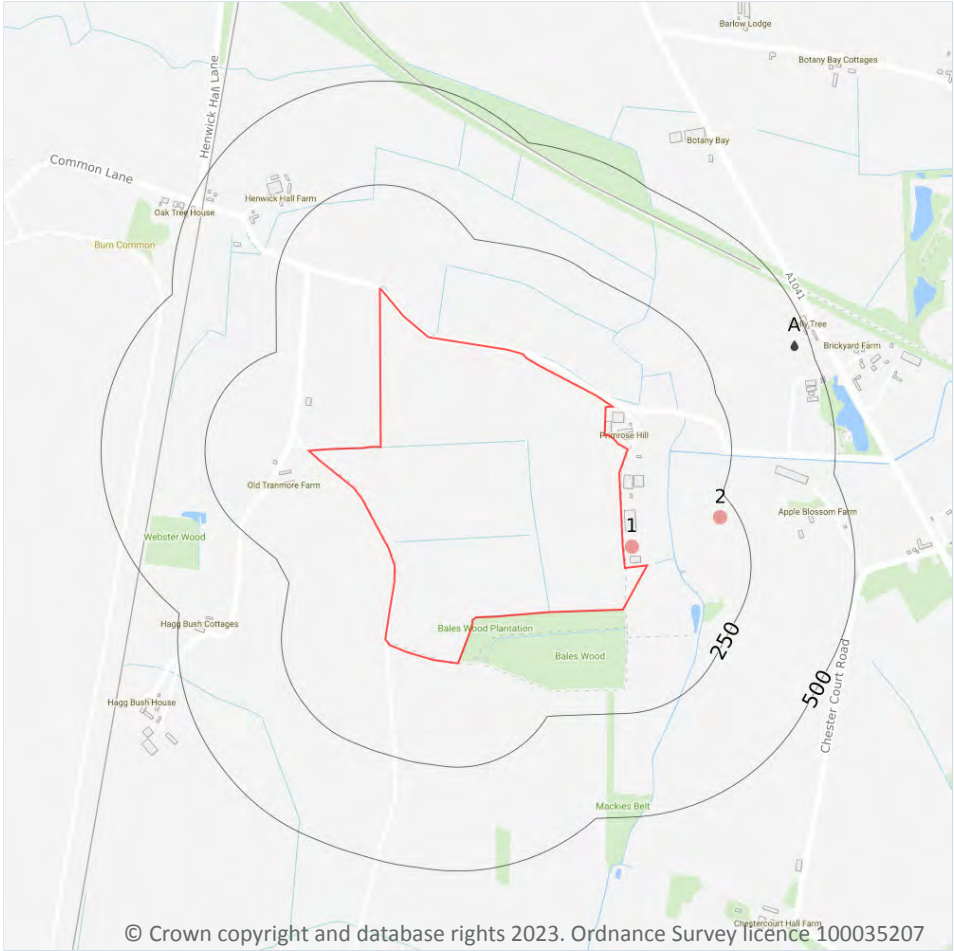 Barlow Lodge
Botany Bay Cottages
Henwick Hall Lane
Botany Bay
Common Lane
Henwick Hall Farm
Oak Tree House
Burn Common
A1041
A
Brickyard Farm
Primrose Hill
Old Tranmore Farm
2
Apple Blossom Farm
1
Webster Wood
Hagg Bush Cottages
Bales Wood Plantation
250
Bales Wood
500
Chester Court Road
Hagg Bush House
Mackies Belt
Chestercourt Hall Farm
© Crown copyright and database rights 2023. Ordnance Survey licence 100035207